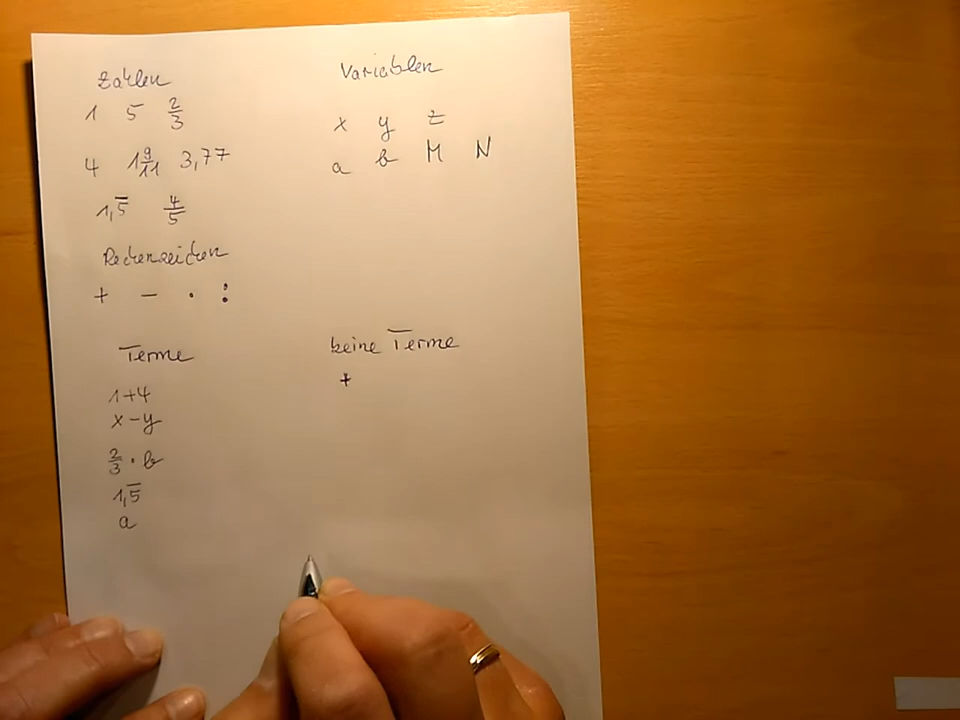 Zahlen
1 5 2/3
4 1 9/11 3,77
1,5̅ 4/5
Variablen
x y z
a b M N
Rechenzeichen
+ − · :
Terme
1+4
x−y
2/3 · b
1,5̅
a
keine Terme
+